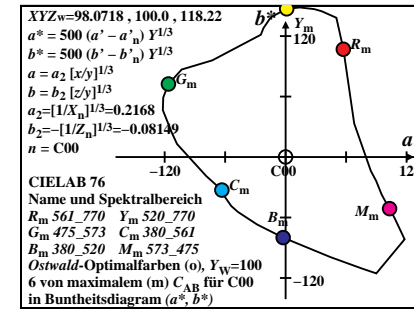 XYZw=98.0718 , 100.0 , 118.22
a* = 500 (a’ - a’n) Y1/3
b* = 500 (b’ - b’n) Y1/3
a = a2 [x/y]1/3
b = b2 [z/y]1/3
a2=[1/Xn]1/3=0.2168
b2=−[1/Zn]1/3=−0.08149
n = C00
CIELAB 76
Name und Spektralbereich
Rm 561_770 Ym 520_770
Gm 475_573 Cm 380_561
Bm 380_520 Mm 573_475
Ostwald-Optimalfarben (o), YW=100
6 von maximalem (m) CAB für C00
in Buntheitsdiagram (a*, b*)
b*
Ym
120
Rm
Gm
a
−120
C00
12
Cm
Bm
Mm
−120